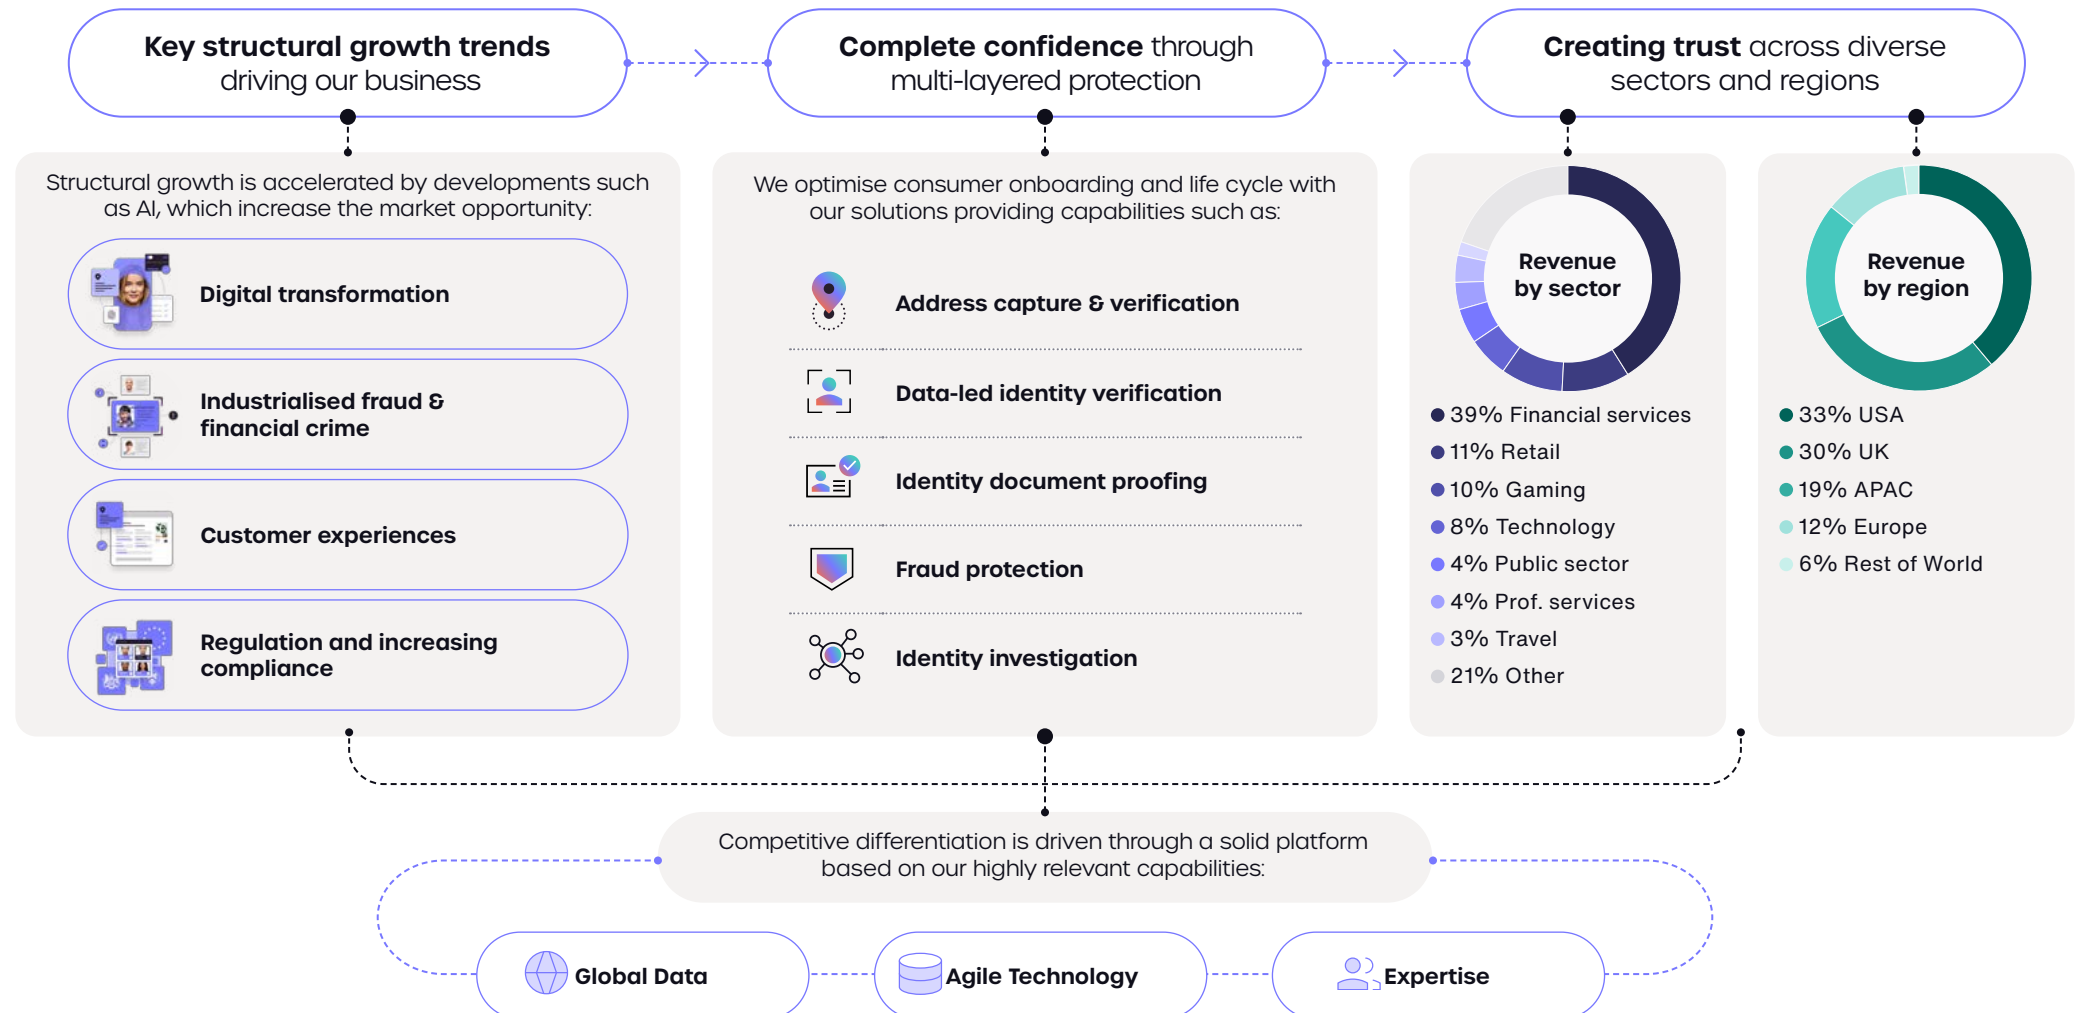 Key structural growth trends
driving our business
Complete confidence through
multi-layered protection
Creating trust across diverse
sectors and regions
Structural growth is accelerated by developments such
as AI, which increase the market opportunity:
Digital transformation
Industrialised fraud &
financial crime
Customer experiences
Regulation and increasing
compliance
We optimise consumer onboarding and life cycle with
our solutions providing capabilities such as:
Address capture & verification
Data-led identity verification
Identity document proofing
Fraud protection
Identity investigation
Revenue
by sector
39% Financial services
11% Retail
10% Gaming
8% Technology
4% Public sector
4% Prof. services
3% Travel
21% Other
Revenue
by region
33% USA
30% UK
19% APAC
12% Europe
6% Rest of World
Competitive differentiation is driven through a solid platform
based on our highly relevant capabilities:
Global Data
Agile Technology
Expertise